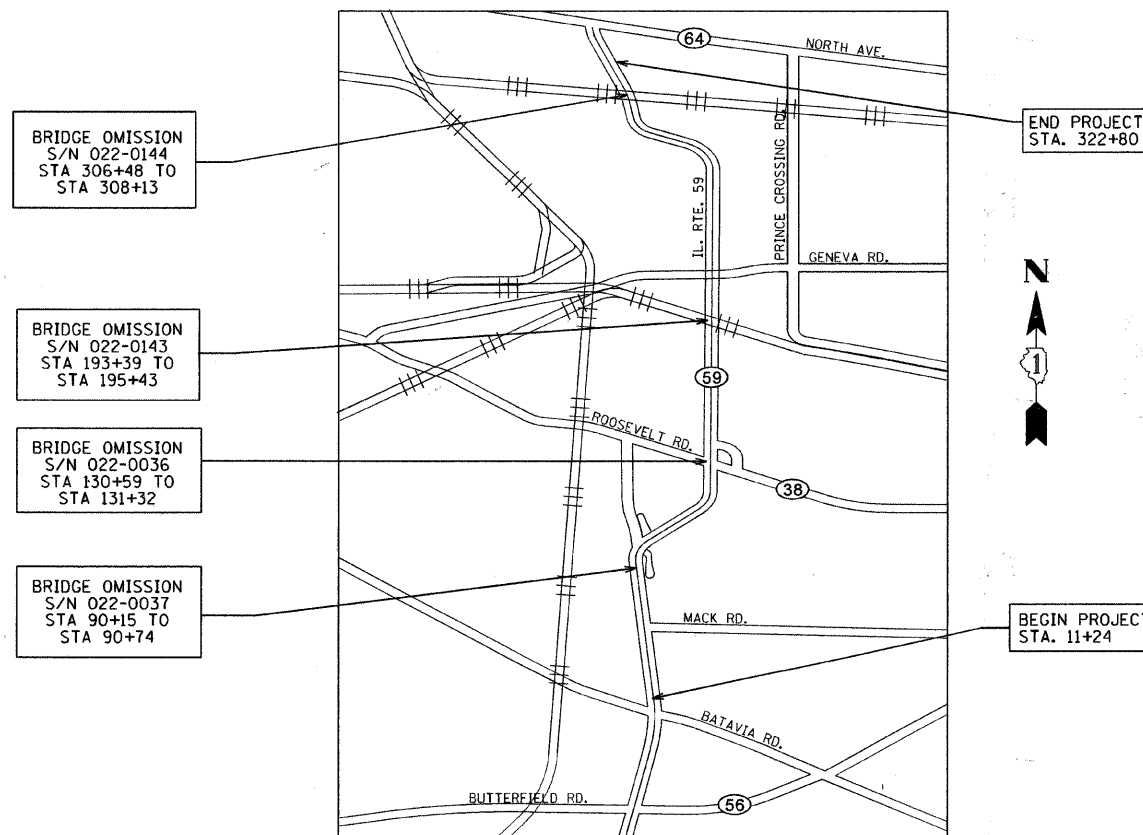 64
NORTH AVE.
BRIDGE OMISSION
S/N 022-0144
STA 306+48 TO
STA 308+13
END PROJECT
STA. 322+80
PRINCE CROSSING RD.
IL. RTE. 59
GENEVA RD.
N
1
BRIDGE OMISSION
S/N 022-0143
STA 193+39 TO
STA 195+43
59
ROOSEVELT RD.
BRIDGE OMISSION
S/N 022-0036
STA 130+59 TO
STA 131+32
38
BRIDGE OMISSION
S/N 022-0037
STA 90+15 TO
STA 90+74
MACK RD.
BEGIN PROJECT
STA. 11+24
BATAVIA RD.
BUTTERFIELD RD.
56